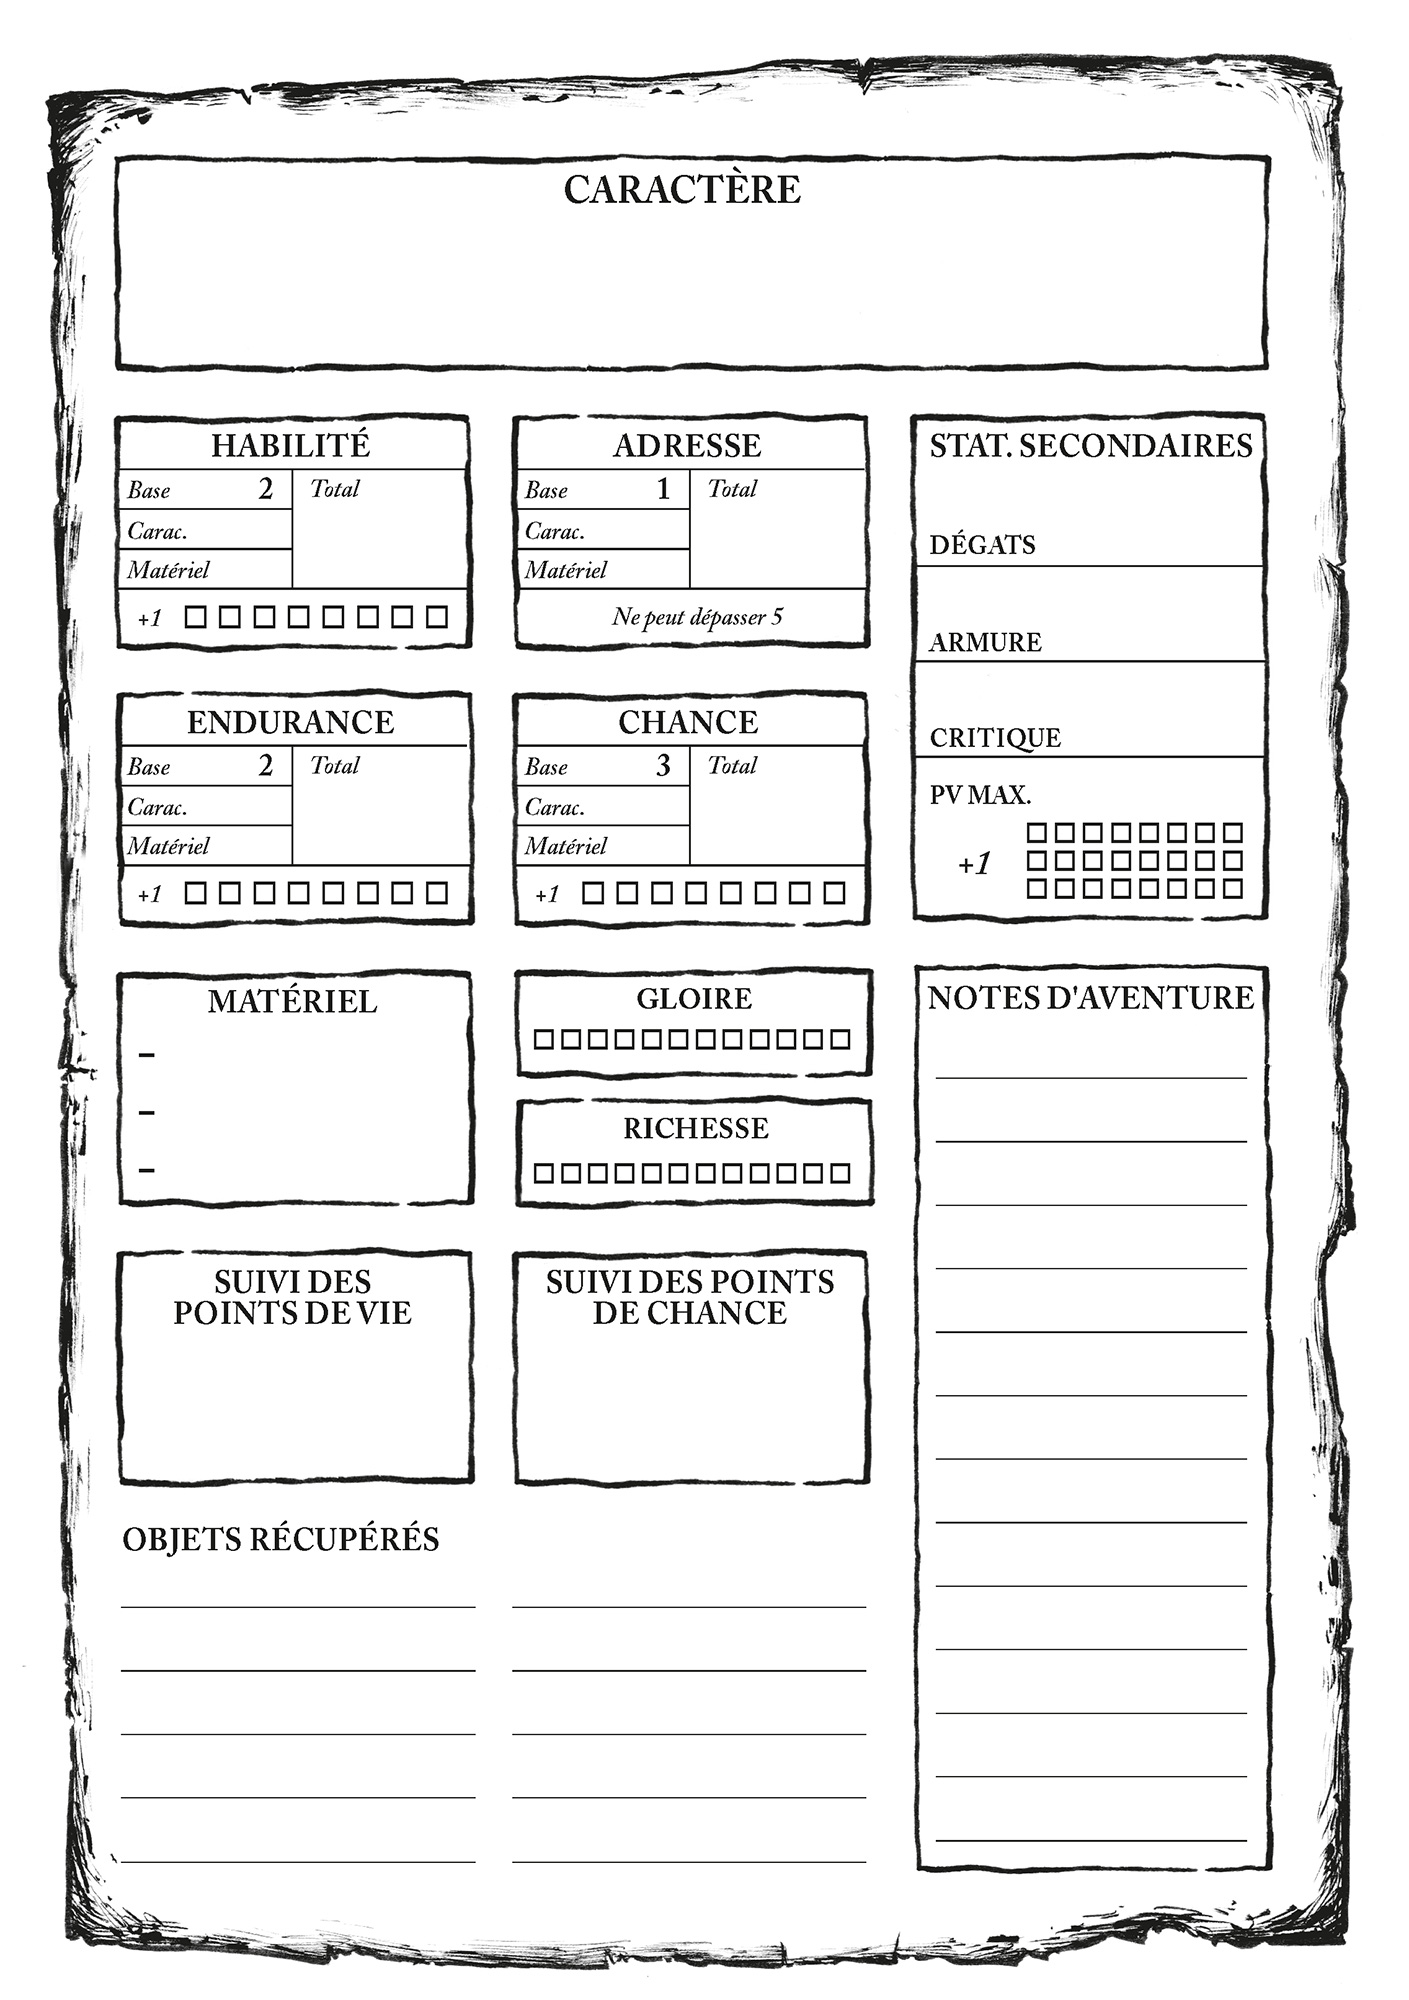 CARACTÈRE
HABILITÉ
Base 2 Total
Carac.
Matériel
+1
ADRESSE
Base 1 Total
Carac.
Matériel
Ne peut dépasser 5
STAT. SECONDAIRES
DÉGATS
ARMURE
CRITIQUE
PV MAX.
+1
ENDURANCE
Base 2 Total
Carac.
Matériel
+1
CHANCE
Base 3 Total
Carac.
Matériel
+1
MATÉRIEL
–
–
–
GLOIRE
RICHESSE
NOTES D'AVENTURE
SUIVI DES
POINTS DE VIE
SUIVI DES POINTS
DE CHANCE
OBJETS RÉCUPÉRÉS